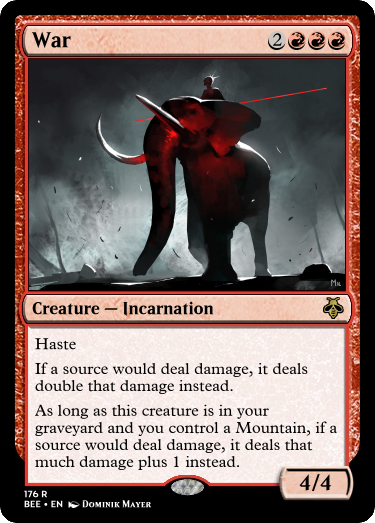 War 2
Mk
Creature — Incarnation
Haste
If a source would deal damage, it deals
double that damage instead.
As long as this creature is in your
graveyard and you control a Mountain, if a
source would deal damage, it deals that
much damage plus 1 instead.
4/4
176 R
BEE • EN Dominik Mayer